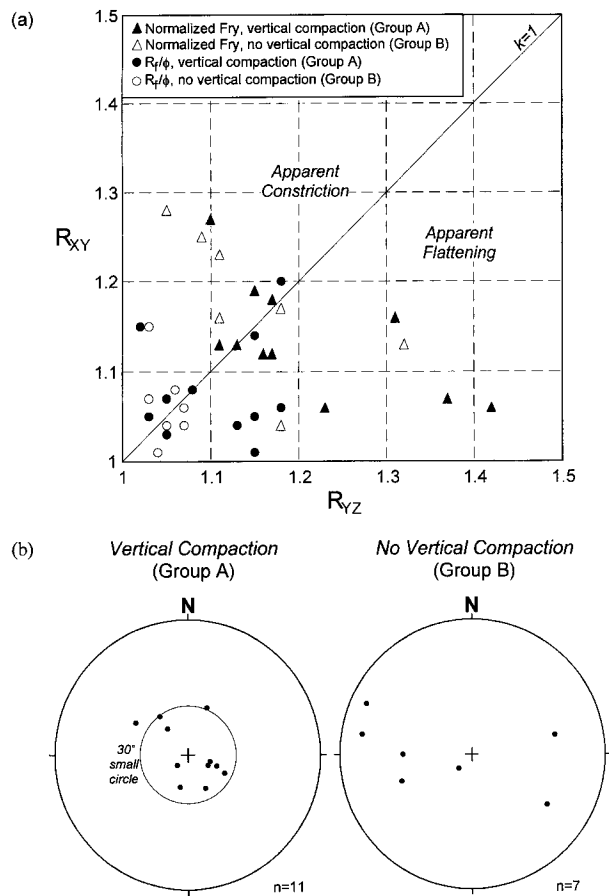 (a)
▲ Normalized Fry, vertical compaction (Group A)
△ Normalized Fry, no vertical compaction (Group B)
● Rf/ϕ, vertical compaction (Group A)
○ Rf/ϕ, no vertical compaction (Group B)
k=1
1.5
1.4
1.3
1.2
1.1
1
RXY
Apparent
Constriction
Apparent
Flattening
1
1.1
1.2
1.3
1.4
1.5
RYZ
(b)
Vertical Compaction
(Group A)
N
30°
small
circle
n=11
No Vertical Compaction
(Group B)
N
n=7